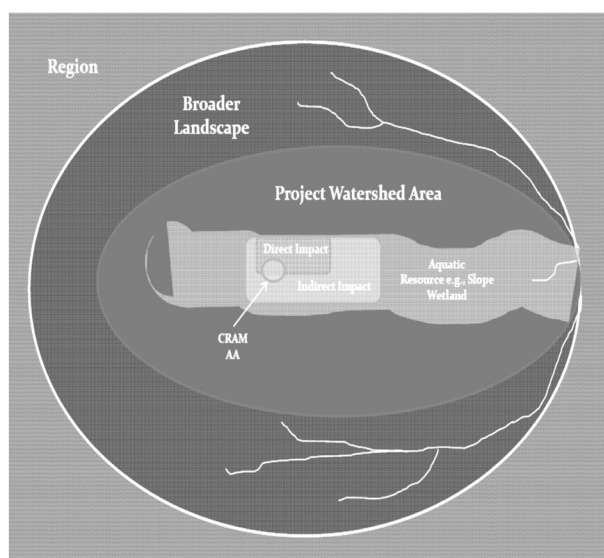 Region
Broader
Landscape
Project Watershed Area
Direct Impact
Indirect Impact
Aquatic
Resource e.g., Slope
Wetland
CRAM
AA